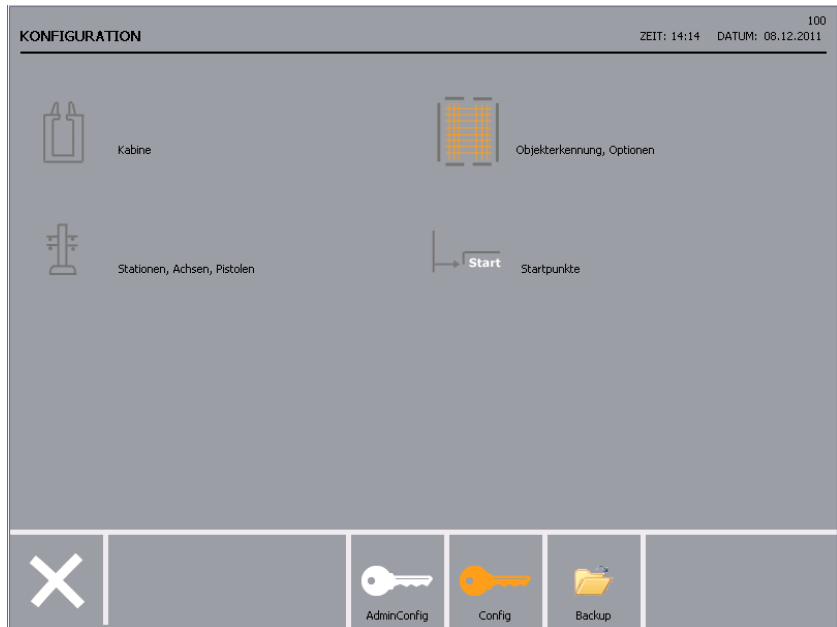 100
KONFIGURATION
ZEIT: 14:14 DATUM: 08.12.2011
Kabine
Objekterkennung, Optionen
Stationen, Achsen, Pistolen
Start
Startpunkte
AdminConfig
Config
Backup